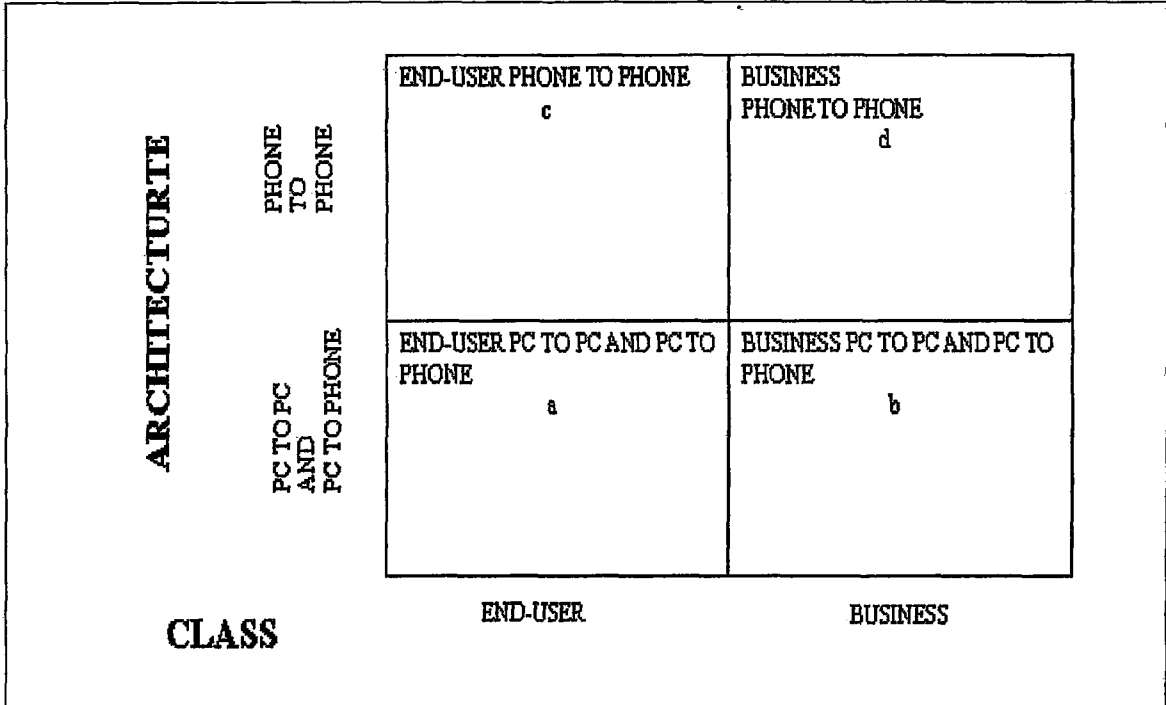 END-USER PHONE TO PHONE
c
BUSINESS
PHONE TO PHONE
d
ARCHITECTURTE
PHONE
TO
PHONE
END-USER PC TO PC AND PC TO
PHONE
a
BUSINESS PC TO PC AND PC TO
PHONE
b
PC TO PC
AND
PC TO PHONE
END-USER
BUSINESS
CLASS